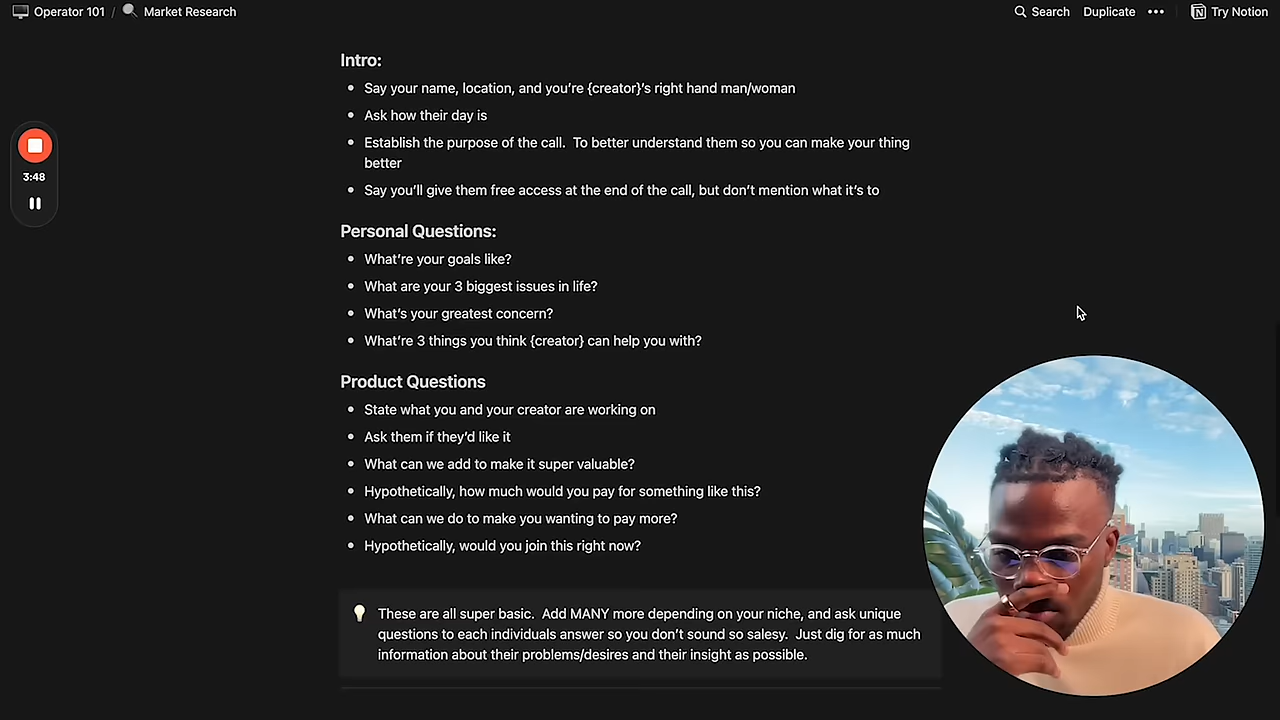 Operator 101 / Market Research
Search Duplicate ••• Try Notion
Intro:
• Say your name, location, and you're {creator}'s right hand man/woman
• Ask how their day is
• Establish the purpose of the call.  To better understand them so you can make your thing
better
• Say you'll give them free access at the end of the call, but don't mention what it's to
3:48
Personal Questions:
• What're your goals like?
• What are your 3 biggest issues in life?
• What's your greatest concern?
• What're 3 things you think {creator} can help you with?
Product Questions
• State what you and your creator are working on
• Ask them if they'd like it
• What can we add to make it super valuable?
• Hypothetically, how much would you pay for something like this?
• What can we do to make you wanting to pay more?
• Hypothetically, would you join this right now?
These are all super basic.  Add MANY more depending on your niche, and ask unique
questions to each individuals answer so you don't sound so salesy.  Just dig for as much
information about their problems/desires and their insight as possible.